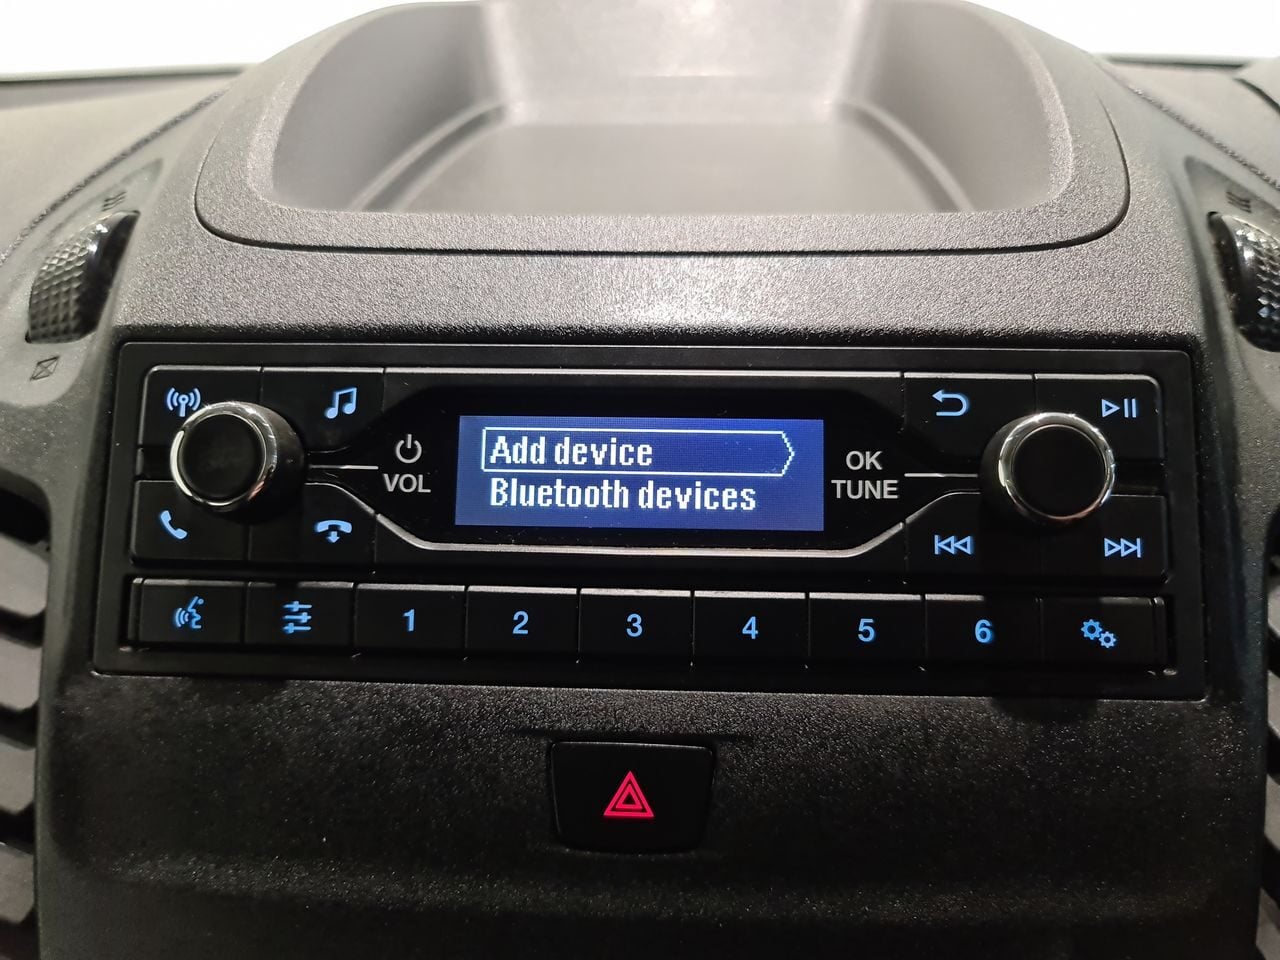 Add device
Bluetooth devices
VOL
OK
TUNE
1 2 3 4 5 6